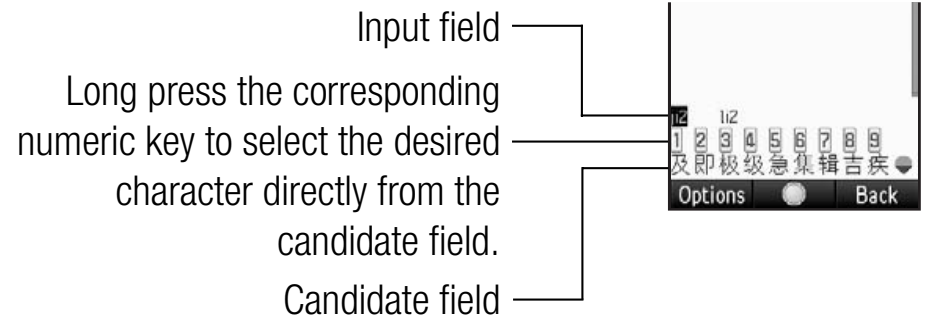 Input field
Long press the corresponding
numeric key to select the desired
character directly from the
candidate field.
Candidate field
ji2 li2
1 2 3 4 5 6 7 8 9
及 即 极 级 急 集 辑 吉 疾
Options Back